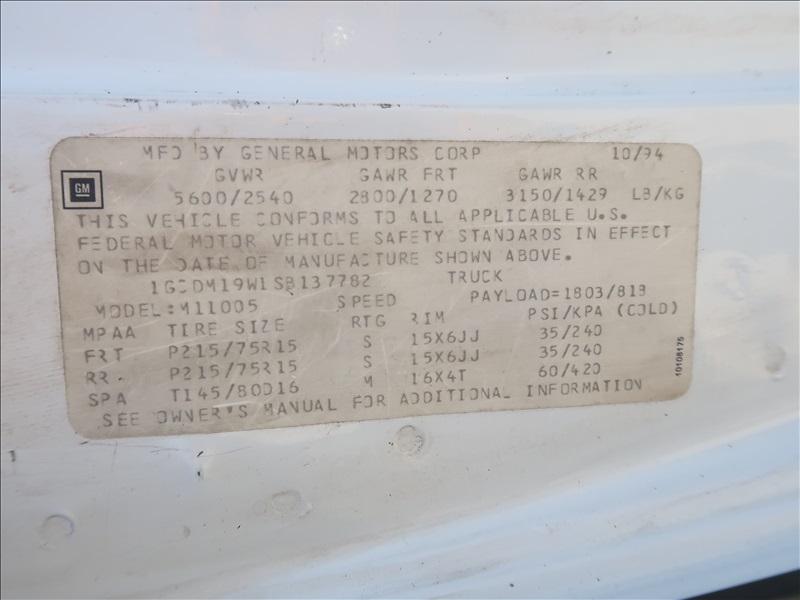 MFD BY GENERAL MOTORS CORP 10/94
GVWR GAWR FRT GAWR RR
GM 5600/2540 2800/1270 3150/1429 LB/KG
THIS VEHICLE CONFORMS TO ALL APPLICABLE U.S.
FEDERAL MOTOR VEHICLE SAFETY STANDARDS IN EFFECT
ON THE DATE OF MANUFACTURE SHOWN ABOVE.
1GCDM19W1SB137782 TRUCK
MODEL:M11005 SPEED PAYLOAD=1803/818
MPAA TIRE SIZE RTG RIM PSI/KPA (COLD)
FRT P215/75R15 S 15X6JJ 35/240
RR. P215/75R15 S 15X6JJ 35/240
SPA T145/80D16 M 16X4T 60/420
SEE OWNER'S MANUAL FOR ADDITIONAL INFORMATION
10108175